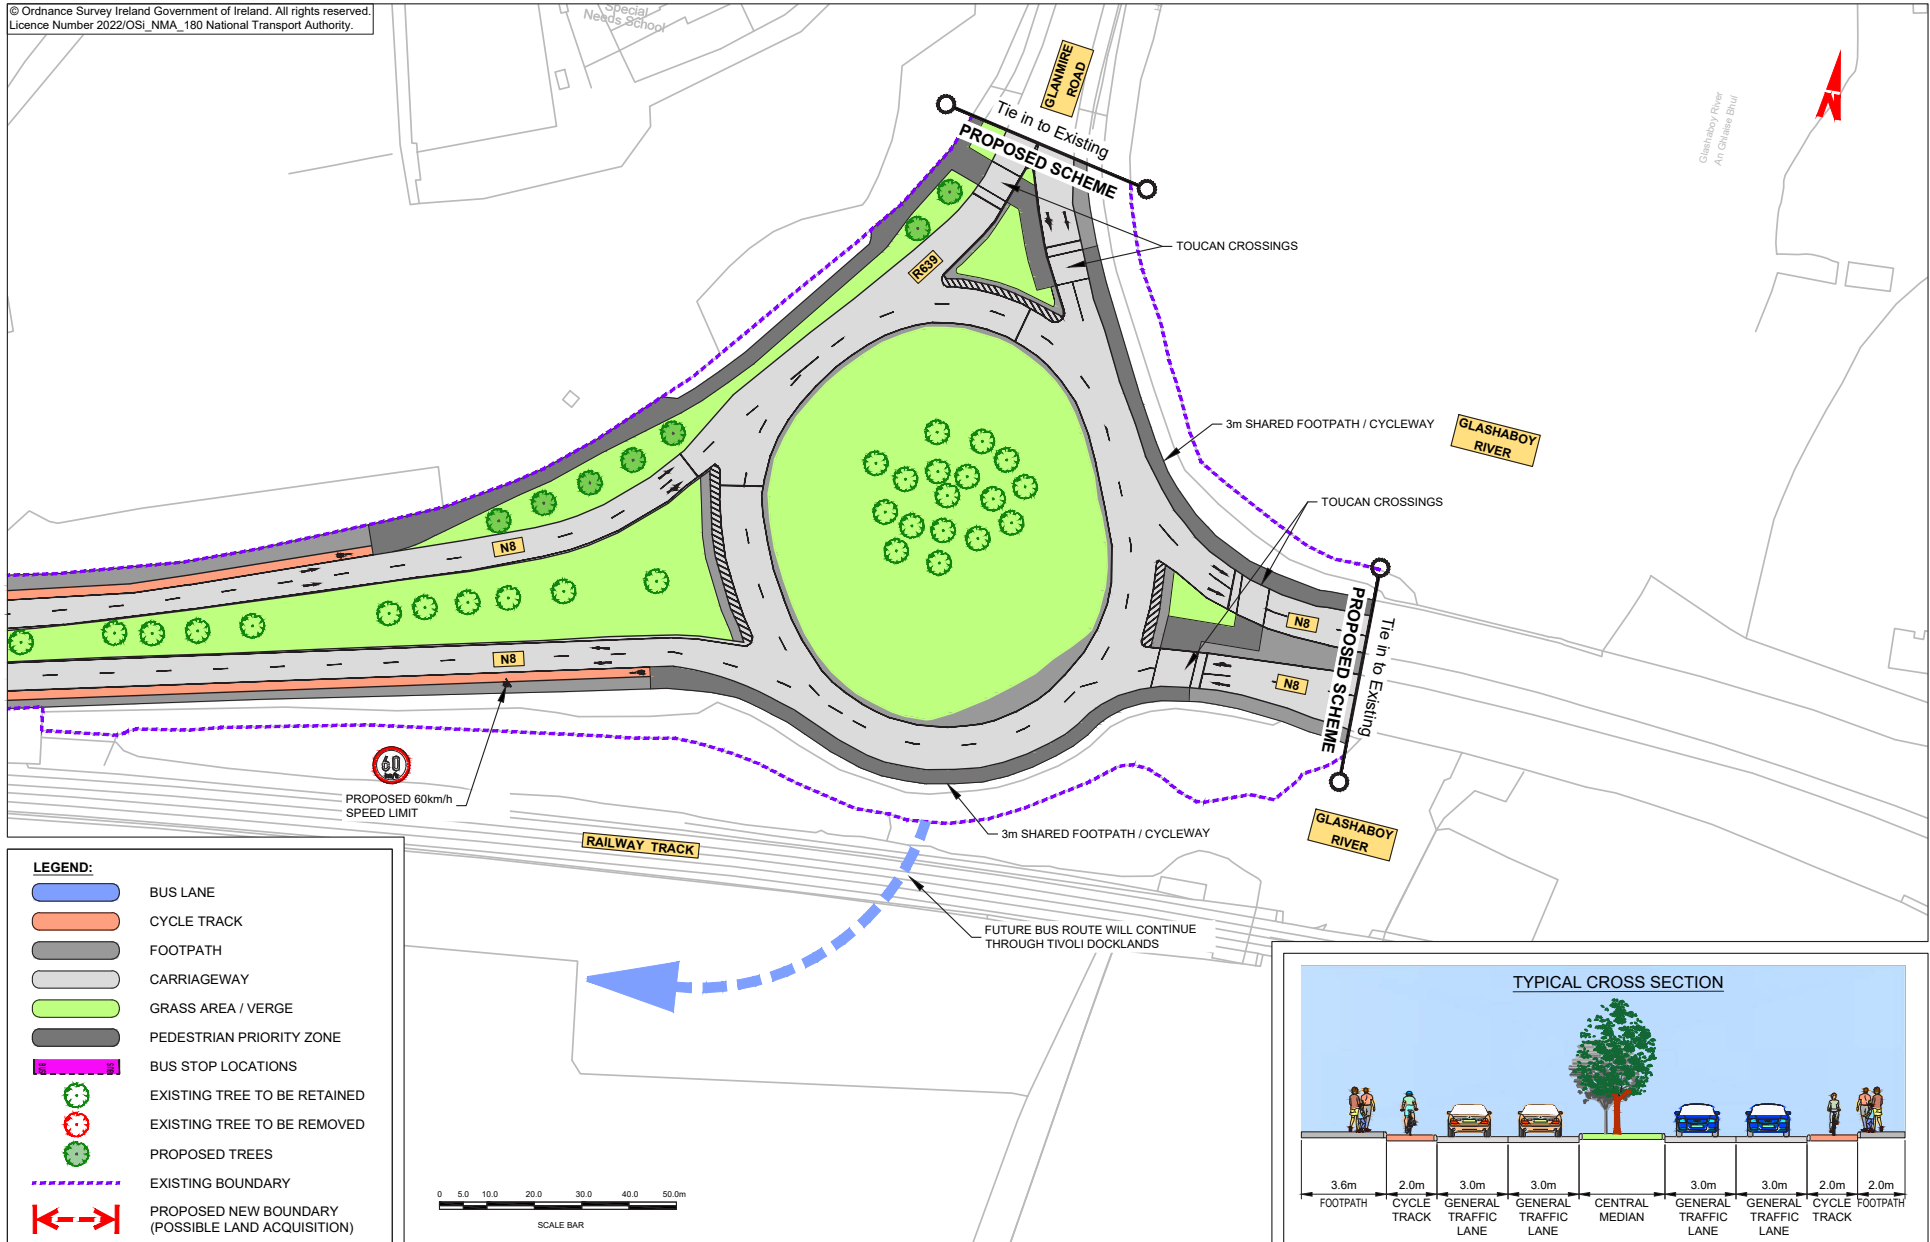 © Ordnance Survey Ireland Government of Ireland. All rights reserved.
Licence Number 2022/OSi_NMA_180 National Transport Authority.
Special
Needs School
GLANMIRE
ROAD
Tie in to Existing
PROPOSED SCHEME
Glashaboy River
An Ghlaise Bhuí
N
TOUCAN CROSSINGS
R639
3m SHARED FOOTPATH / CYCLEWAY
GLASHABOY
RIVER
TOUCAN CROSSINGS
N8
N8
N8
N8
PROPOSED SCHEME
Tie in to Existing
60
km/h
PROPOSED 60km/h
SPEED LIMIT
RAILWAY TRACK
3m SHARED FOOTPATH / CYCLEWAY
GLASHABOY
RIVER
FUTURE BUS ROUTE WILL CONTINUE
THROUGH TIVOLI DOCKLANDS
LEGEND:
BUS LANE
CYCLE TRACK
FOOTPATH
CARRIAGEWAY
GRASS AREA / VERGE
PEDESTRIAN PRIORITY ZONE
BUS STOP LOCATIONS
EXISTING TREE TO BE RETAINED
EXISTING TREE TO BE REMOVED
PROPOSED TREES
EXISTING BOUNDARY
PROPOSED NEW BOUNDARY
(POSSIBLE LAND ACQUISITION)
0 5.0 10.0 20.0 30.0 40.0 50.0m
SCALE BAR
TYPICAL CROSS SECTION
3.6m 2.0m 3.0m 3.0m 3.0m 3.0m 2.0m 2.0m
FOOTPATH CYCLE GENERAL GENERAL CENTRAL GENERAL GENERAL CYCLE FOOTPATH
TRACK TRAFFIC TRAFFIC MEDIAN TRAFFIC TRAFFIC TRACK
LANE LANE LANE LANE